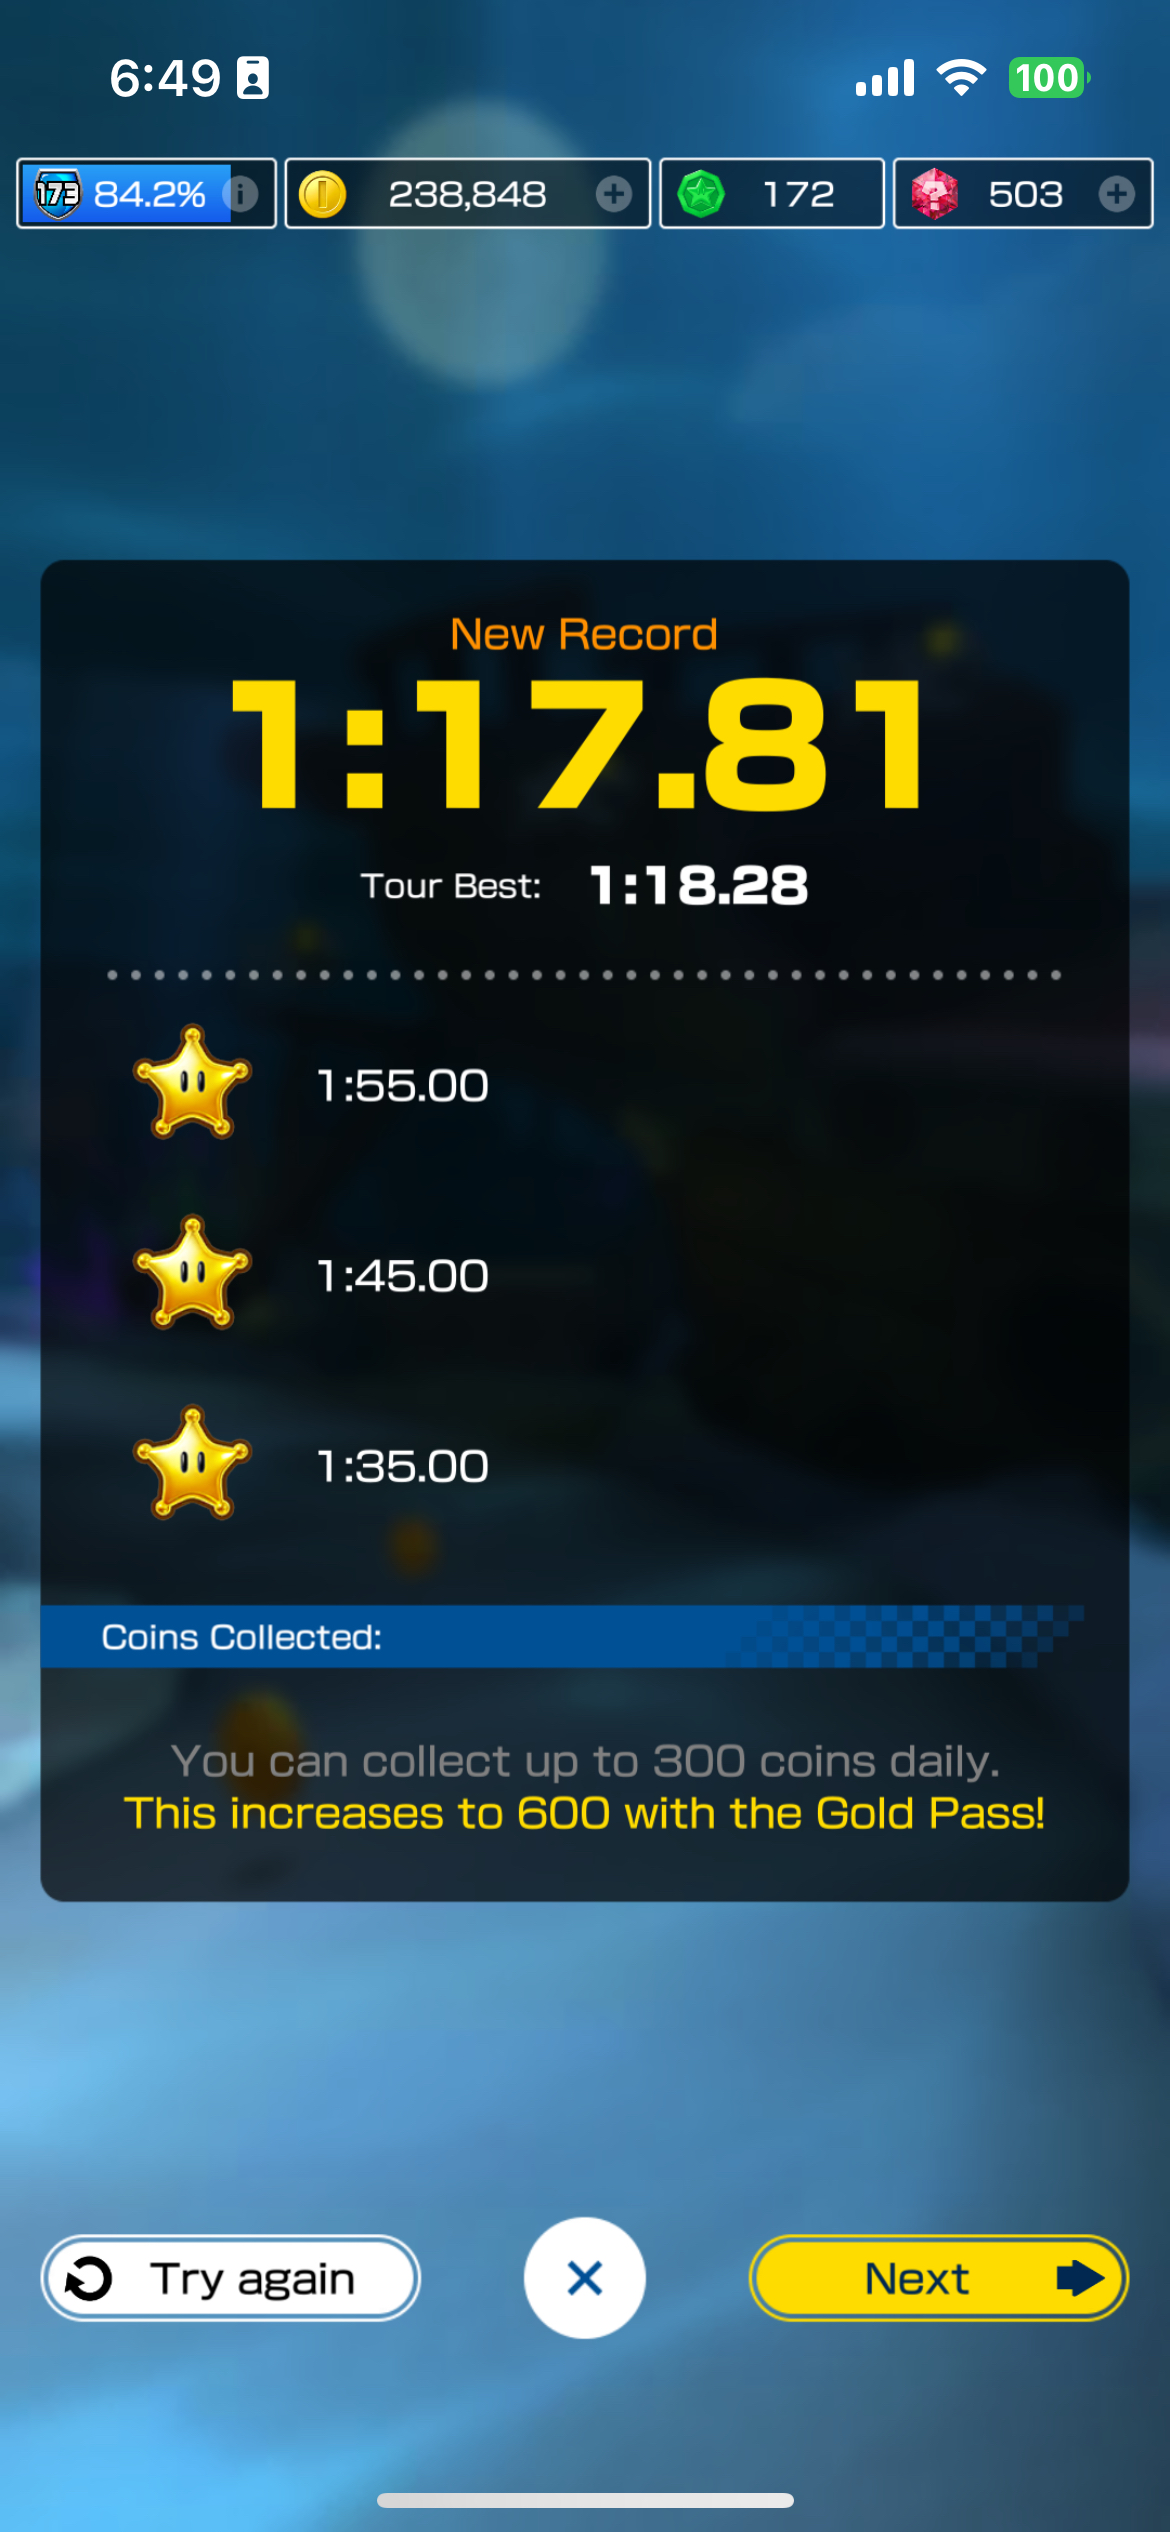 6:49
100
173 84.2% i
238,848 +
172
503 +
New Record
1:17.81
Tour Best: 1:18.28
1:55.00
1:45.00
1:35.00
Coins Collected:
You can collect up to 300 coins daily.
This increases to 600 with the Gold Pass!
Try again
Next